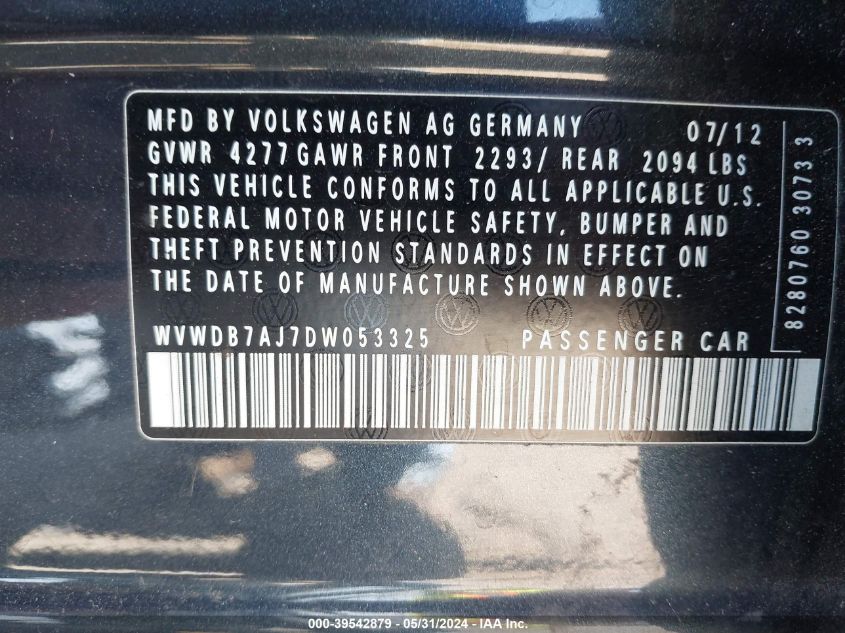 MFD BY VOLKSWAGEN AG GERMANY 07/12
GVWR 4277 GAWR FRONT 2293/ REAR 2094 LBS
THIS VEHICLE CONFORMS TO ALL APPLICABLE U.S.
FEDERAL MOTOR VEHICLE SAFETY, BUMPER AND
THEFT PREVENTION STANDARDS IN EFFECT ON
THE DATE OF MANUFACTURE SHOWN ABOVE.
WVWDB7AJ7DW053325 PASSENGER CAR
8280760 3073 3
000-39542879 - 05/31/2024 - IAA Inc.